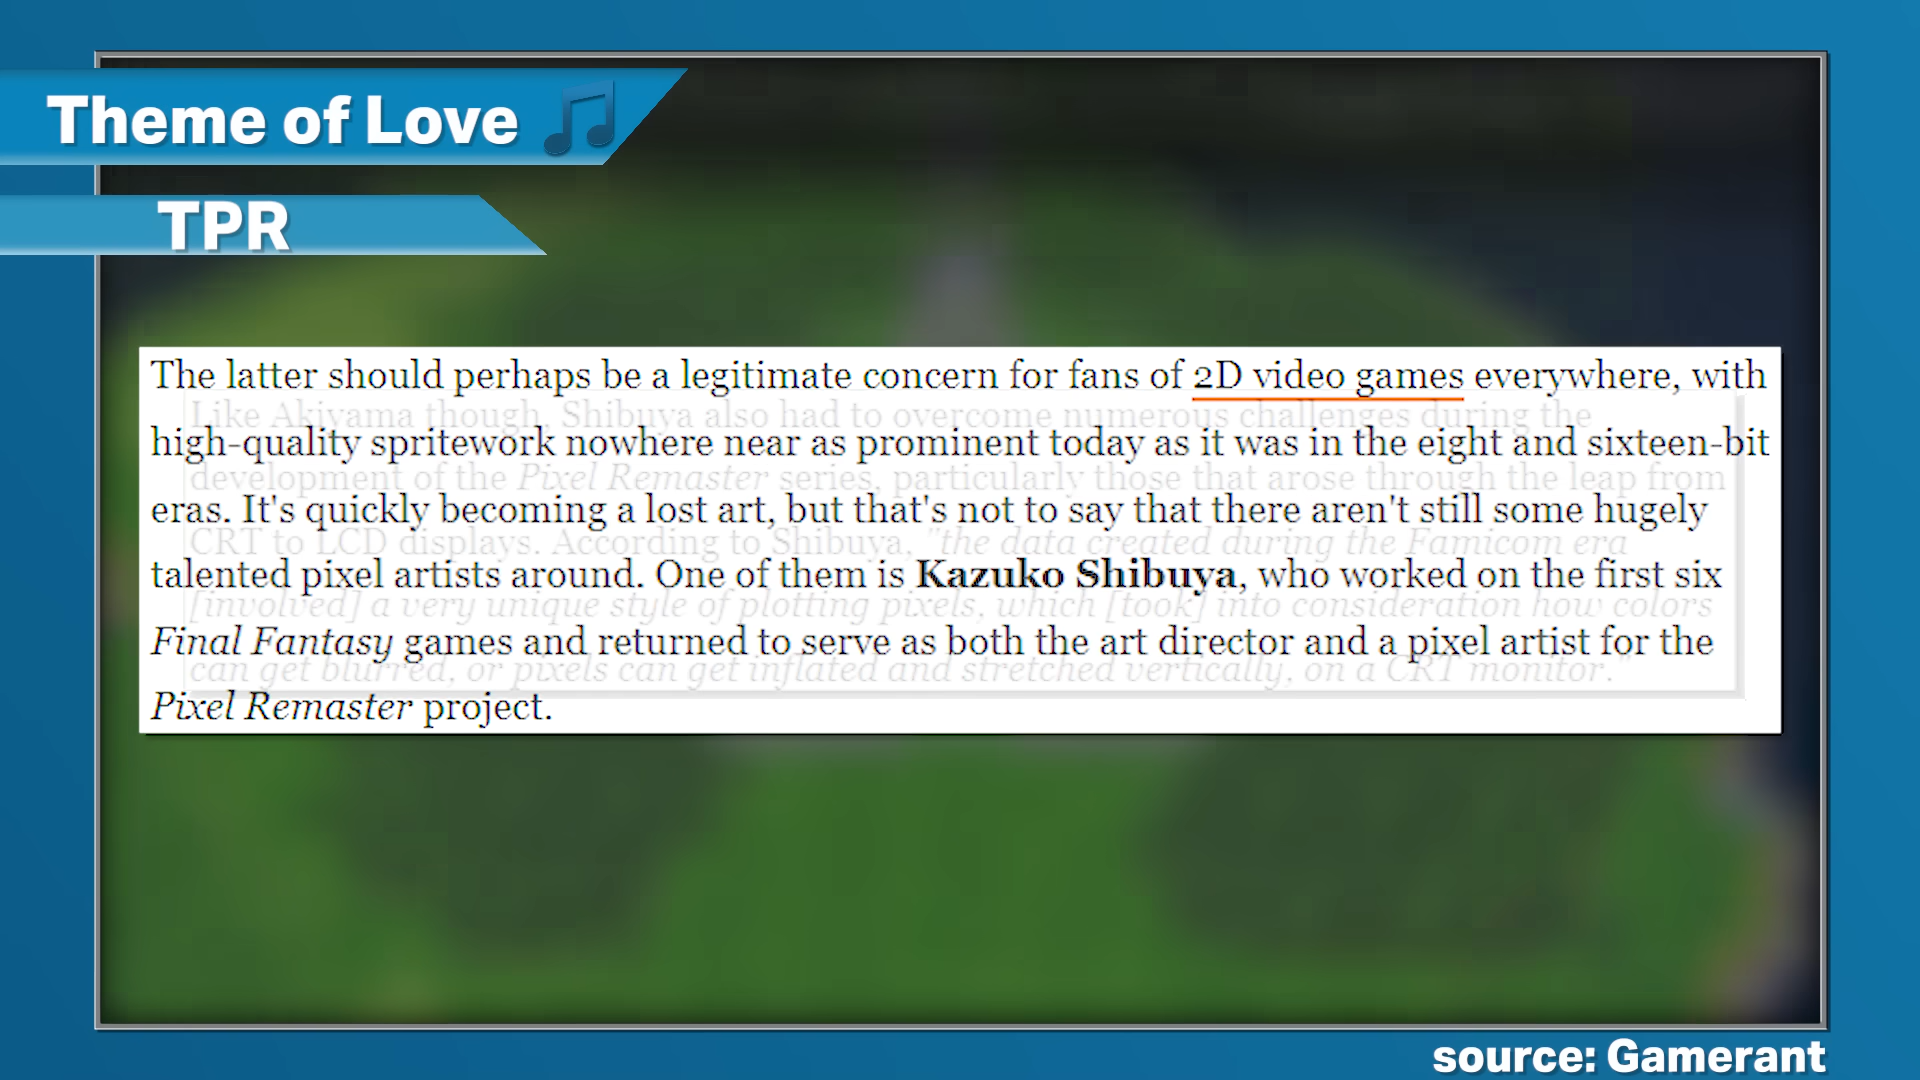 Theme of Love
TPR
The latter should perhaps be a legitimate concern for fans of 2D video games everywhere, with
high-quality spritework nowhere near as prominent today as it was in the eight and sixteen-bit
eras. It's quickly becoming a lost art, but that's not to say that there aren't still some hugely
talented pixel artists around. One of them is Kazuko Shibuya, who worked on the first six
Final Fantasy games and returned to serve as both the art director and a pixel artist for the
Pixel Remaster project.
Like Akiyama though, Shibuya also had to overcome numerous challenges during the
development of the Pixel Remaster series, particularly those that arose through the leap from
CRT to LCD displays. According to Shibuya, "the data created during the Famicom era
[involved] a very unique style of plotting pixels, which [took] into consideration how colors
can get blurred, or pixels can get inflated and stretched vertically, on a CRT monitor."
source: Gamerant